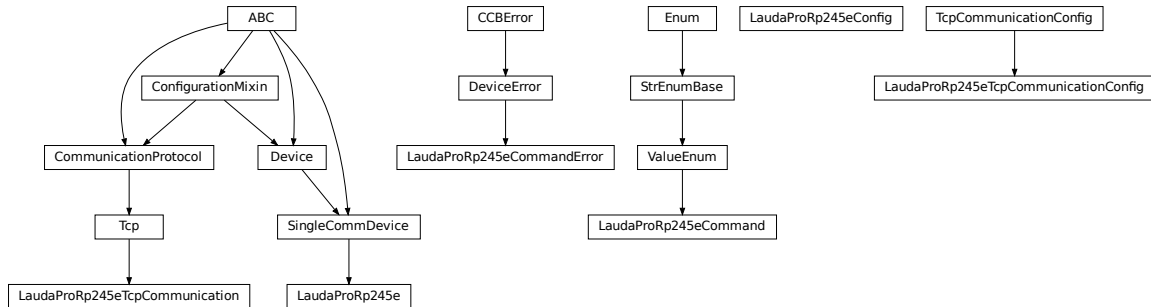 ABC
CCBError
Enum
LaudaProRp245eConfig
TcpCommunicationConfig
ConfigurationMixin
DeviceError
StrEnumBase
LaudaProRp245eTcpCommunicationConfig
CommunicationProtocol
Device
LaudaProRp245eCommandError
ValueEnum
Tcp
SingleCommDevice
LaudaProRp245eCommand
LaudaProRp245eTcpCommunication
LaudaProRp245e